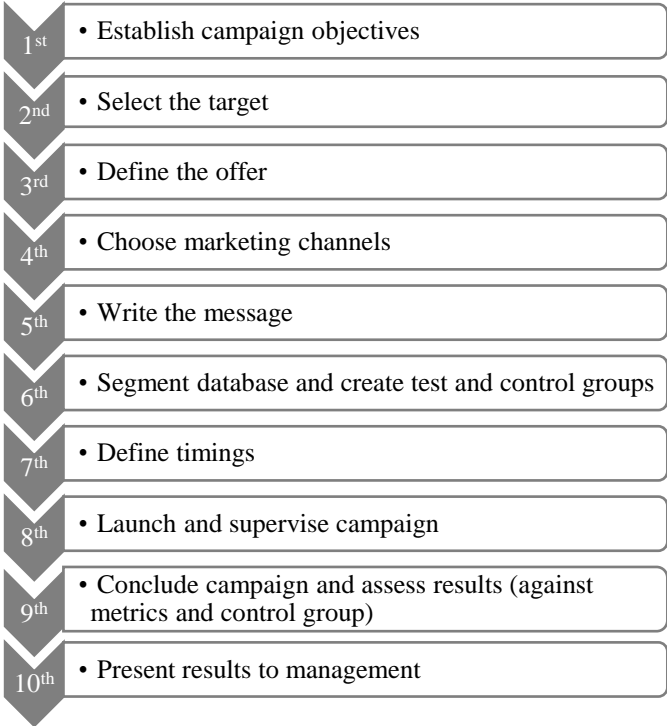 1st
• Establish campaign objectives
2nd
• Select the target
3rd
• Define the offer
4th
• Choose marketing channels
5th
• Write the message
6th
• Segment database and create test and control groups
7th
• Define timings
8th
• Launch and supervise campaign
9th
• Conclude campaign and assess results (against
metrics and control group)
10th
• Present results to management